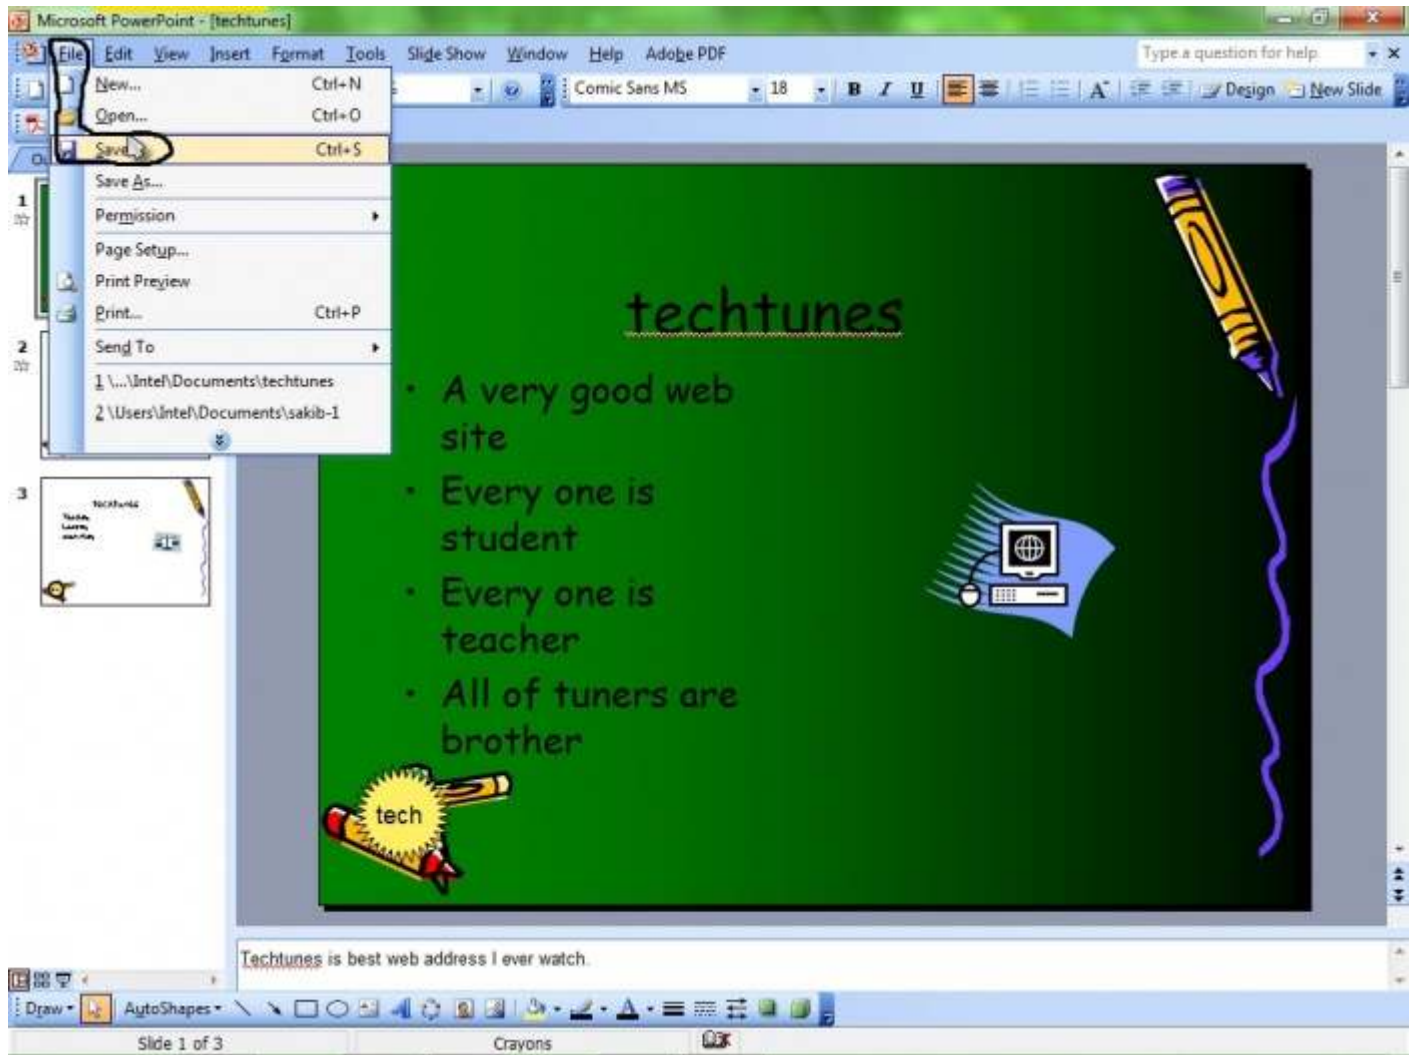 Microsoft PowerPoint - [techtunes]
File Edit View Insert Format Tools Slide Show Window Help Adobe PDF Type a question for help
Comic Sans MS 18 B I U A Design New Slide
New... Ctrl+N
Open... Ctrl+O
Save Ctrl+S
Save As...
Permission
Page Setup...
Print Preview
Print... Ctrl+P
Send To
1 \...\Intel\Documents\techtunes
2 \Users\Intel\Documents\sakib-1
1
2
3
techtunes
• A very good web
site
• Every one is
student
• Every one is
teacher
• All of tuners are
brother
tech
Techtunes is best web address I ever watch.
Draw AutoShapes A
Slide 1 of 3 Crayons